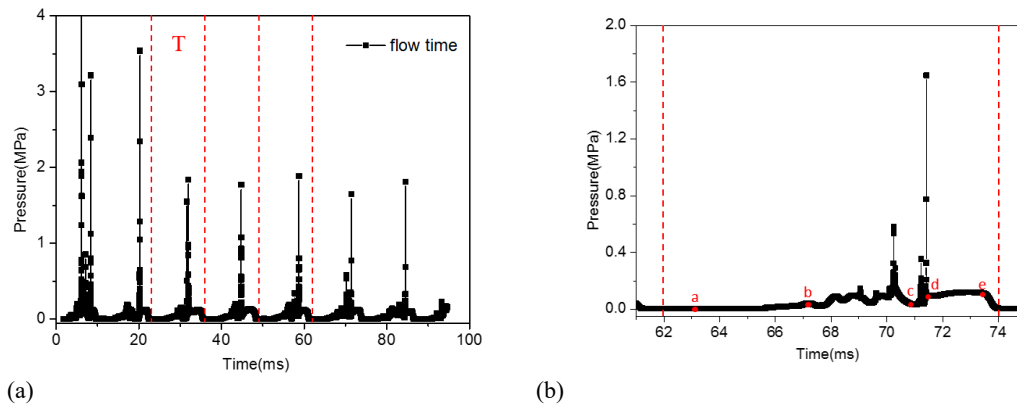 4
3
2
1
0
Pressure(MPa)
T
flow time
0 20 40 60 80 100
Time(ms)
(a)
2.0
1.6
1.2
0.8
0.4
0.0
Pressure(MPa)
a b c d e
62 64 66 68 70 72 74
Time(ms)
(b)